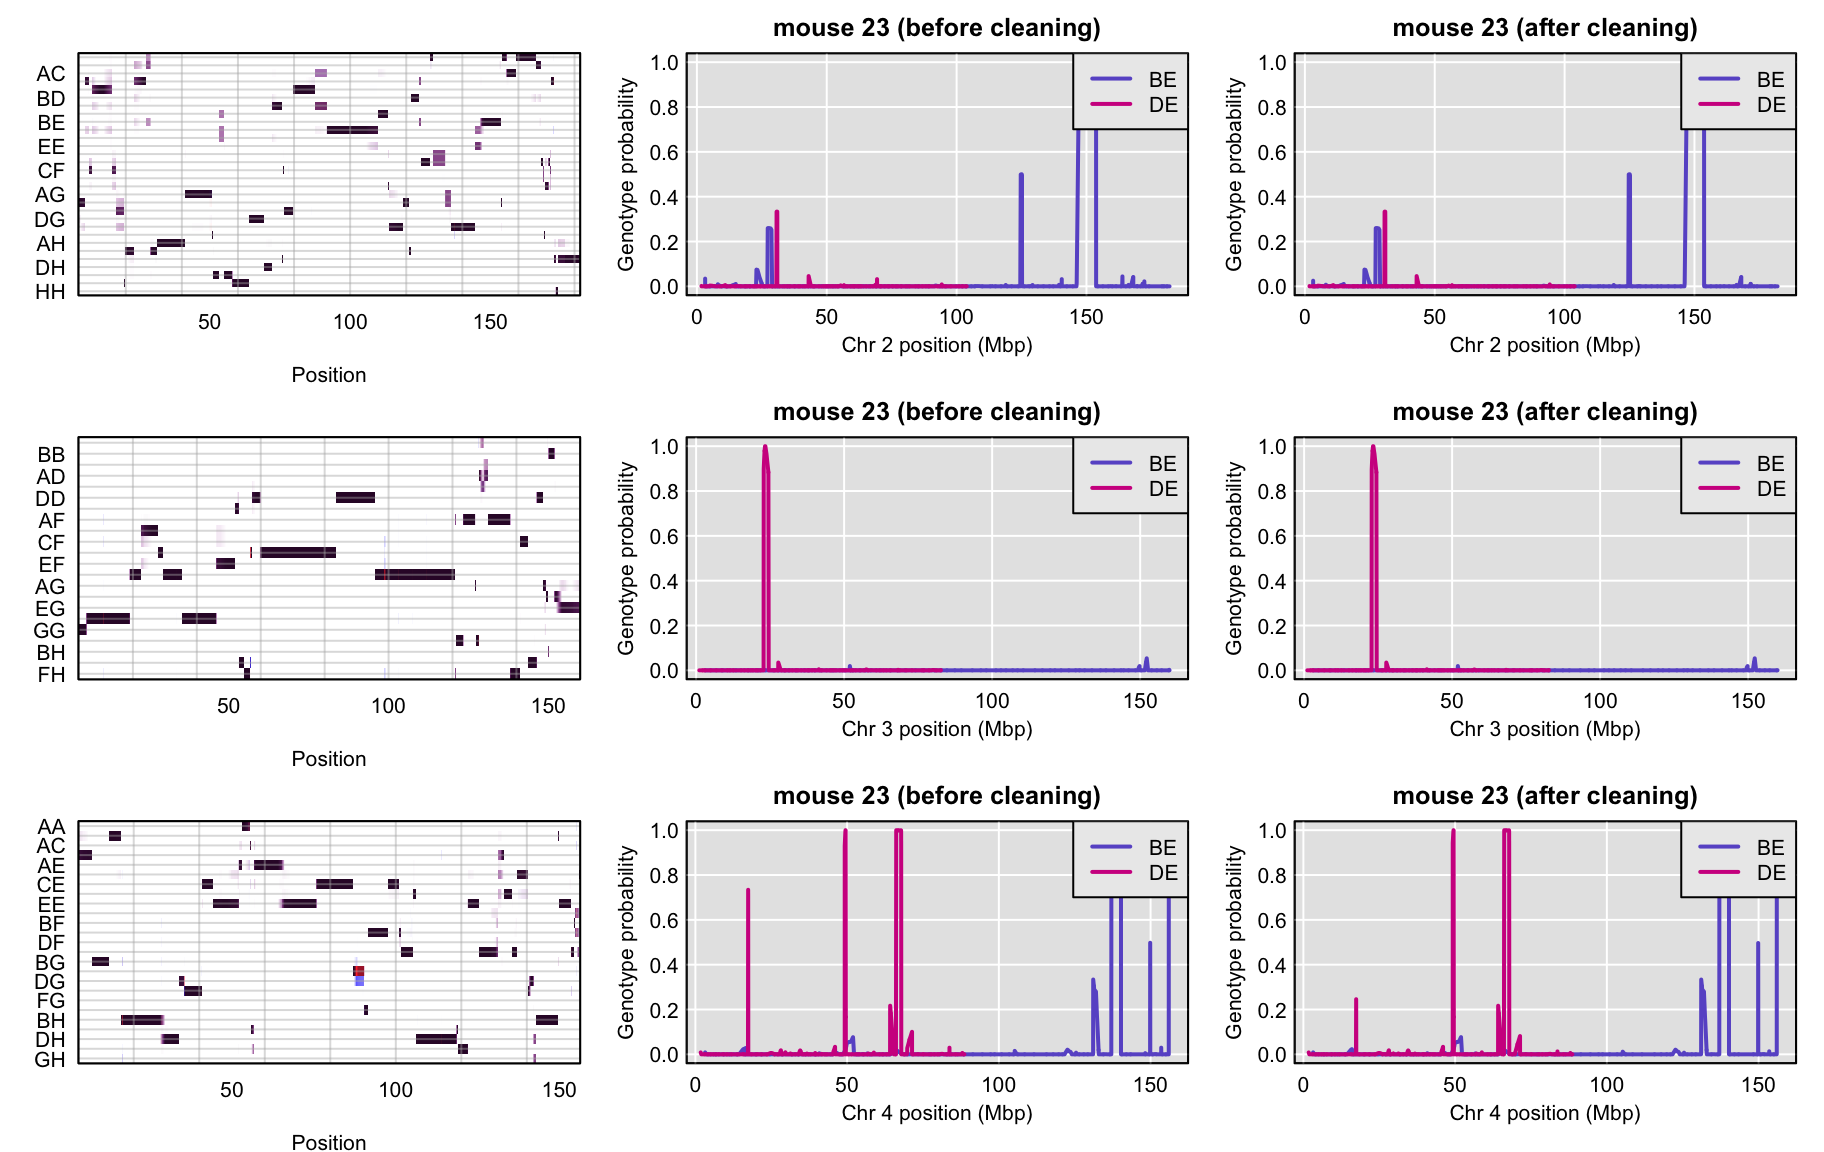 AC
BD
BE
EE
CF
AG
DG
AH
DH
HH
50 100 150
Position
mouse 23 (before cleaning)
Genotype probability
1.0
0.8
0.6
0.4
0.2
0.0
BE
DE
0 50 100 150
Chr 2 position (Mbp)
mouse 23 (after cleaning)
Genotype probability
1.0
0.8
0.6
0.4
0.2
0.0
BE
DE
0 50 100 150
Chr 2 position (Mbp)
BB
AD
DD
AF
CF
EF
AG
EG
GG
BH
FH
50 100 150
Position
mouse 23 (before cleaning)
Genotype probability
1.0
0.8
0.6
0.4
0.2
0.0
BE
DE
0 50 100 150
Chr 3 position (Mbp)
mouse 23 (after cleaning)
Genotype probability
1.0
0.8
0.6
0.4
0.2
0.0
BE
DE
0 50 100 150
Chr 3 position (Mbp)
AA
AC
AE
CE
EE
BF
DF
BG
DG
FG
BH
DH
GH
50 100 150
Position
mouse 23 (before cleaning)
Genotype probability
1.0
0.8
0.6
0.4
0.2
0.0
BE
DE
0 50 100 150
Chr 4 position (Mbp)
mouse 23 (after cleaning)
Genotype probability
1.0
0.8
0.6
0.4
0.2
0.0
BE
DE
0 50 100 150
Chr 4 position (Mbp)